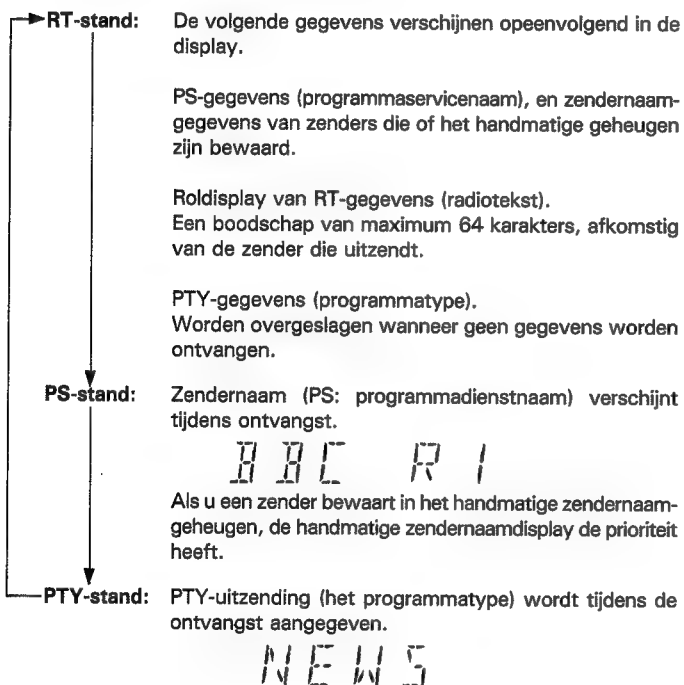 RT-stand: De volgende gegevens verschijnen opeenvolgend in de
display.
PS-gegevens (programmaservicenaam), en zendernaam-
gegevens van zenders die of het handmatige geheugen
zijn bewaard.
Roldisplay van RT-gegevens (radiotekst).
Een boodschap van maximum 64 karakters, afkomstig
van de zender die uitzendt.
PTY-gegevens (programmatype).
Worden overgeslagen wanneer geen gegevens worden
ontvangen.
PS-stand: Zendernaam (PS: programmadienstnaam) verschijnt
tijdens ontvangst.
BBC R1
Als u een zender bewaart in het handmatige zendernaam-
geheugen, de handmatige zendernaamdisplay de prioriteit
heeft.
PTY-stand: PTY-uitzending (het programmatype) wordt tijdens de
ontvangst aangegeven.
NEWS